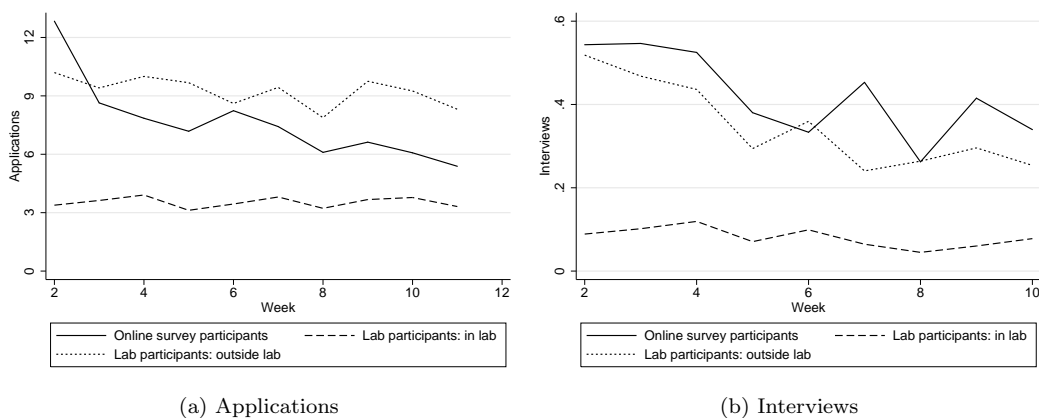 12
9
6
3
0
Applications
2 4 6 8 10 12
Week
Online survey participants Lab participants: in lab
Lab participants: outside lab
(a) Applications
.6
.4
.2
0
Interviews
2 4 6 8 10
Week
Online survey participants Lab participants: in lab
Lab participants: outside lab
(b) Interviews